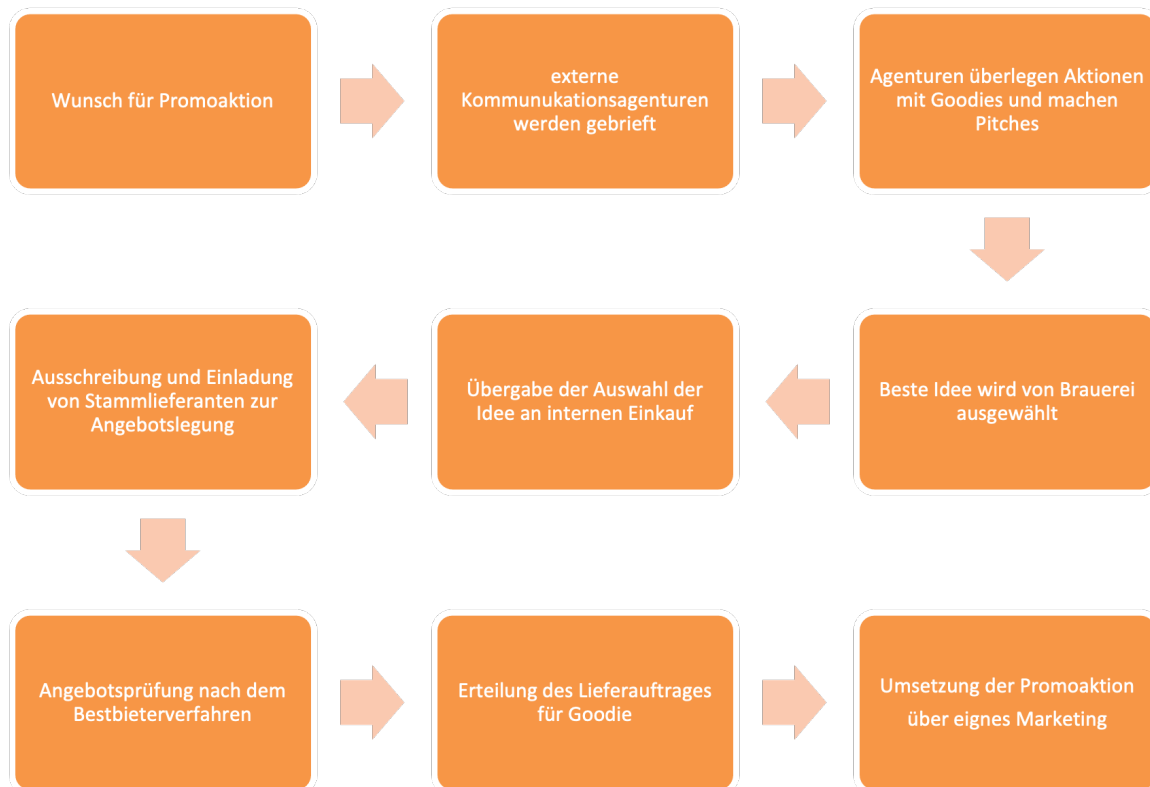 Wunsch für Promoaktion
externe
Kommunukationsagenturen
werden gebrieft
Agenturen überlegen Aktionen
mit Goodies und machen
Pitches
Beste Idee wird von Brauerei
ausgewählt
Übergabe der Auswahl der
Idee an internen Einkauf
Ausschreibung und Einladung
von Stammlieferanten zur
Angebotslegung
Angebotsprüfung nach dem
Bestbieterverfahren
Erteilung des Lieferauftrages
für Goodie
Umsetzung der Promoaktion
über eignes Marketing